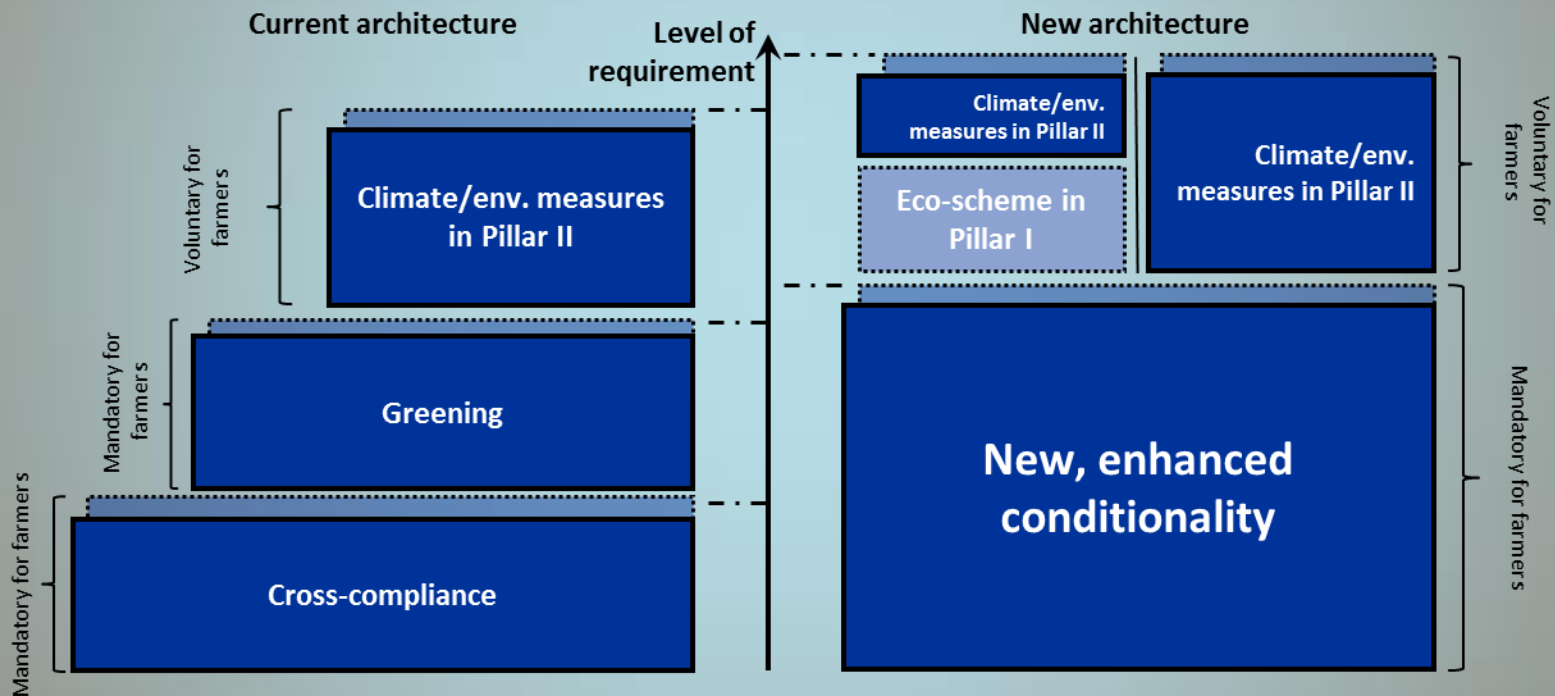 Current architecture
Level of
requirement
New architecture
Voluntary for
farmers
Climate/env. measures
in Pillar II
Mandatory for
farmers
Greening
Mandatory for farmers
Cross-compliance
Climate/env.
measures in Pillar II
Eco-scheme in
Pillar I
Climate/env.
measures in Pillar II
Voluntary for
farmers
New, enhanced
conditionality
Mandatory for farmers